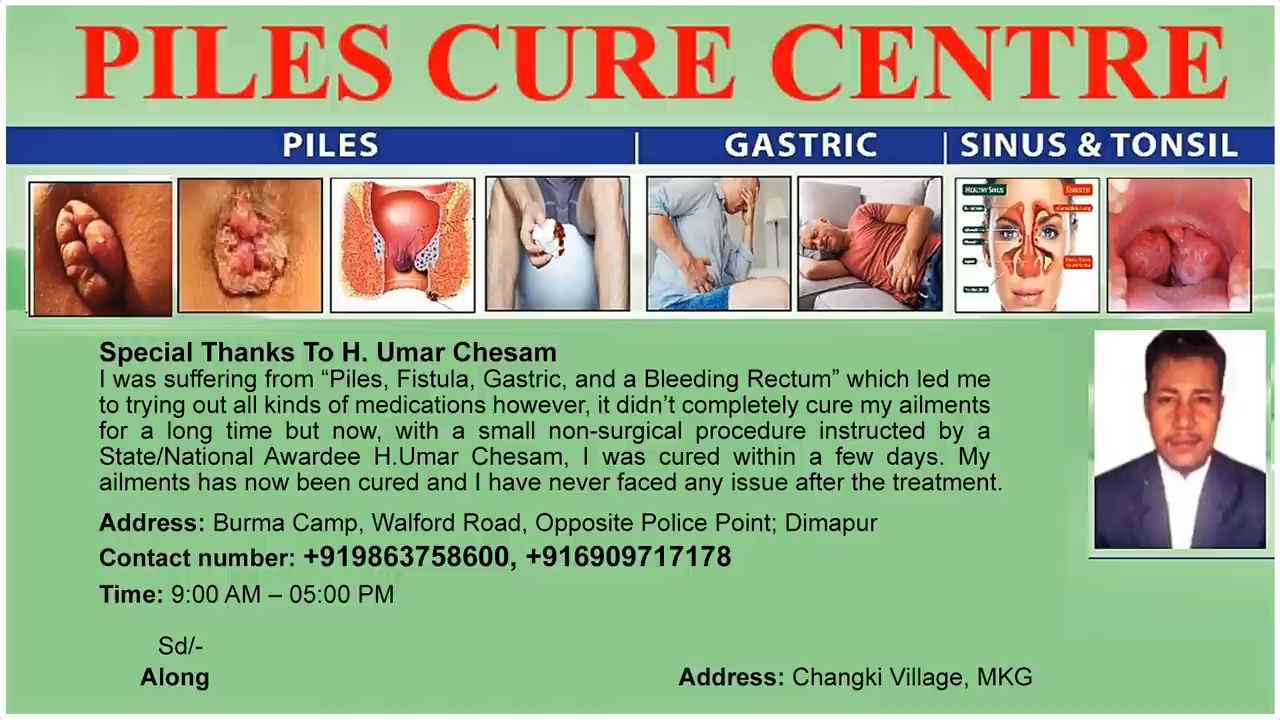 PILES CURE CENTRE
PILES | GASTRIC | SINUS & TONSIL
HEALTHY SINUS
SINUSITIS
Special Thanks To H. Umar Chesam
I was suffering from “Piles, Fistula, Gastric, and a Bleeding Rectum” which led me
to trying out all kinds of medications however, it didn’t completely cure my ailments
for a long time but now, with a small non-surgical procedure instructed by a
State/National Awardee H.Umar Chesam, I was cured within a few days. My
ailments has now been cured and I have never faced any issue after the treatment.
Address: Burma Camp, Walford Road, Opposite Police Point; Dimapur
Contact number: +919863758600, +916909717178
Time: 9:00 AM – 05:00 PM
Sd/-
Along
Address: Changki Village, MKG